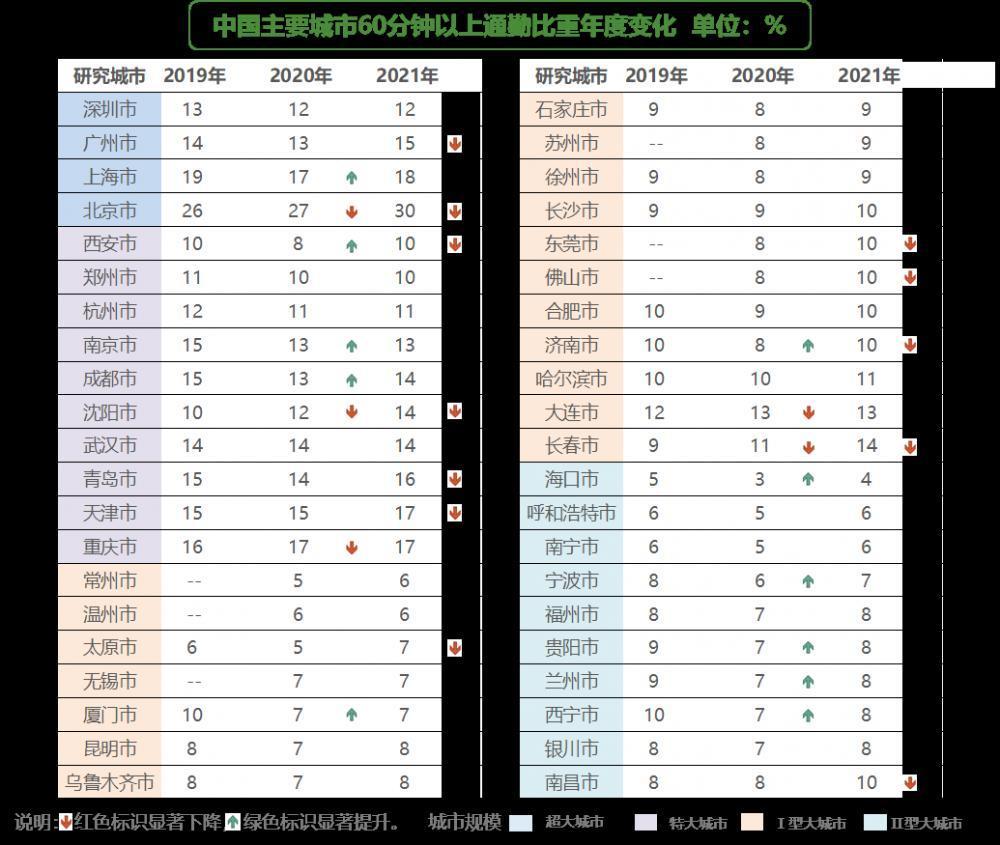 中国主要城市60分钟以上通勤比重年度变化 单位：%
研究城市 2019年 2020年 2021年
深圳市 13 12 12
广州市 14 13 15
上海市 19 17 18
北京市 26 27 30
西安市 10 8 10
郑州市 11 10 10
杭州市 12 11 11
南京市 15 13 13
成都市 15 13 14
沈阳市 10 12 14
武汉市 14 14 14
青岛市 15 14 16
天津市 15 15 17
重庆市 16 17 17
常州市 -- 5 6
温州市 -- 6 6
太原市 6 5 7
无锡市 -- 7 7
厦门市 10 7 7
昆明市 8 7 8
乌鲁木齐市 8 7 8
研究城市 2019年 2020年 2021年
石家庄市 9 8 9
苏州市 -- 8 9
徐州市 9 8 9
长沙市 9 9 10
东莞市 -- 8 10
佛山市 -- 8 10
合肥市 10 9 10
济南市 10 8 10
哈尔滨市 10 10 11
大连市 12 13 13
长春市 9 11 14
海口市 5 3 4
呼和浩特市 6 5 6
南宁市 6 5 6
宁波市 8 6 7
福州市 8 7 8
贵阳市 9 7 8
兰州市 9 7 8
西宁市 10 7 8
银川市 8 7 8
南昌市 8 8 10
说明:红色标识显著下降 绿色标识显著提升。 城市规模 超大城市 特大城市 Ⅰ型大城市 Ⅱ型大城市